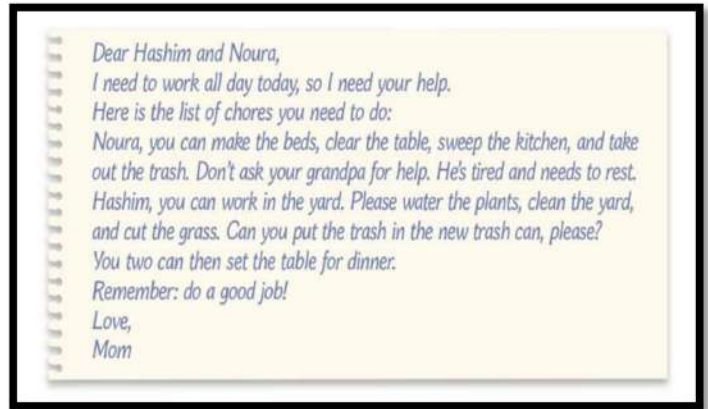 Dear Hashim and Noura,
I need to work all day today, so I need your help.
Here is the list of chores you need to do:
Noura, you can make the beds, clear the table, sweep the kitchen, and take
out the trash. Don't ask your grandpa for help. He's tired and needs to rest.
Hashim, you can work in the yard. Please water the plants, clean the yard,
and cut the grass. Can you put the trash in the new trash can, please?
You two can then set the table for dinner.
Remember: do a good job!
Love,
Mom